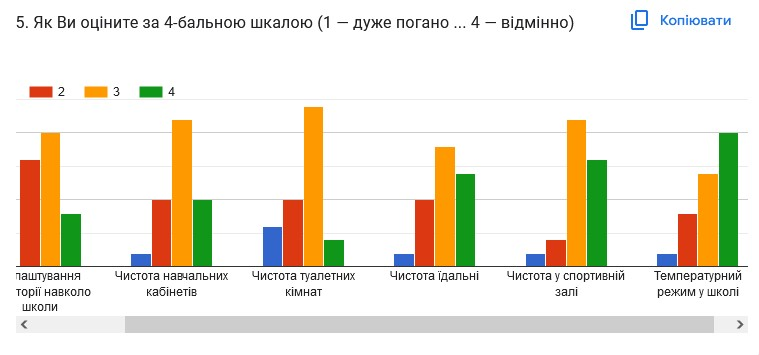 5. Як Ви оціните за 4-бальною шкалою (1 — дуже погано ... 4 — відмінно)
Копіювати
2 3 4
лаштування
торії навколо
школи
Чистота навчальних
кабінетів
Чистота туалетних
кімнат
Чистота їдальні
Чистота у спортивній
залі
Температурний
режим у школі